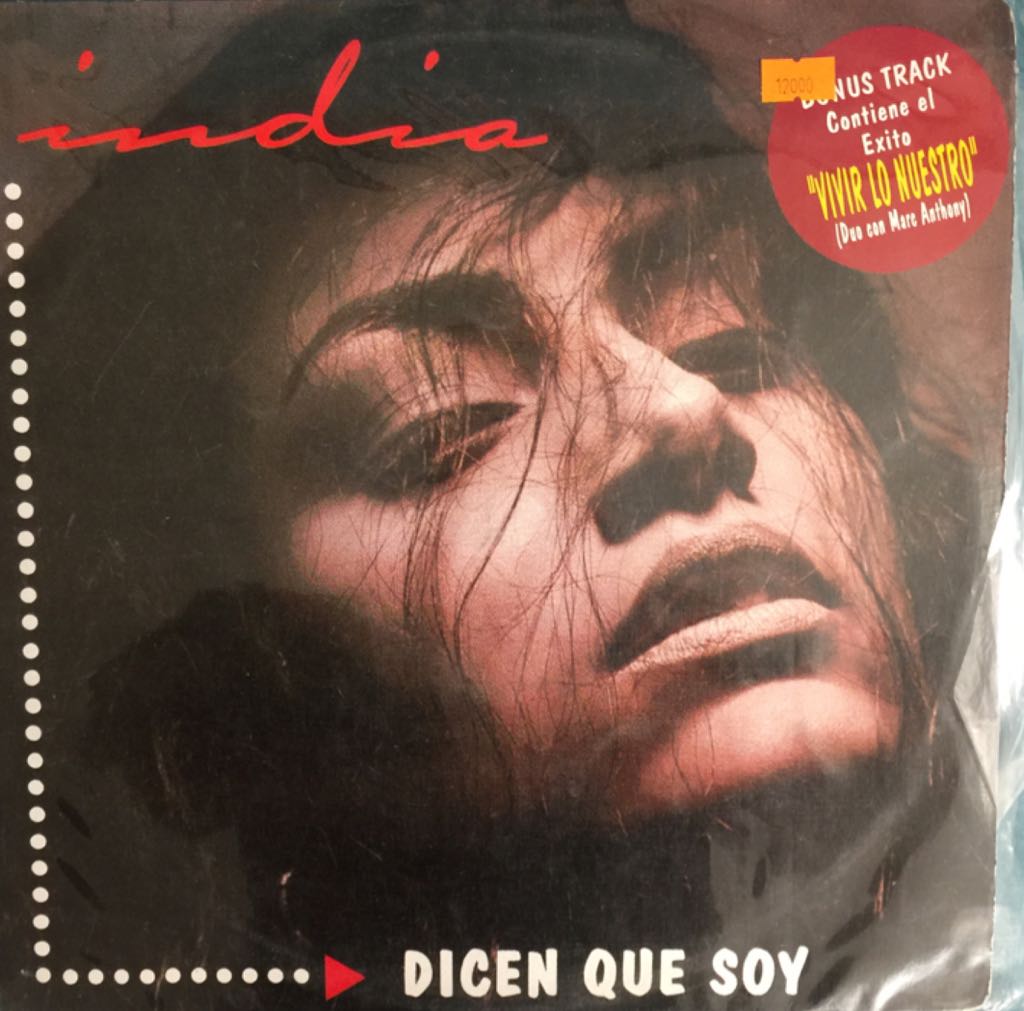 india
12000
BONUS TRACK
Contiene el
Exito
"VIVIR LO NUESTRO"
(Duo con Marc Anthony)
DICEN QUE SOY